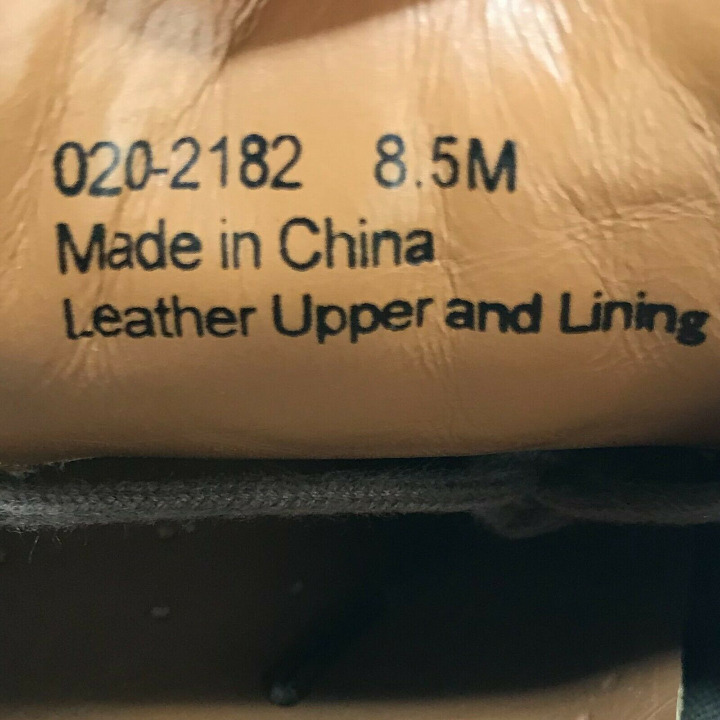 020-2182 8.5M
Made in China
Leather Upper and Lining